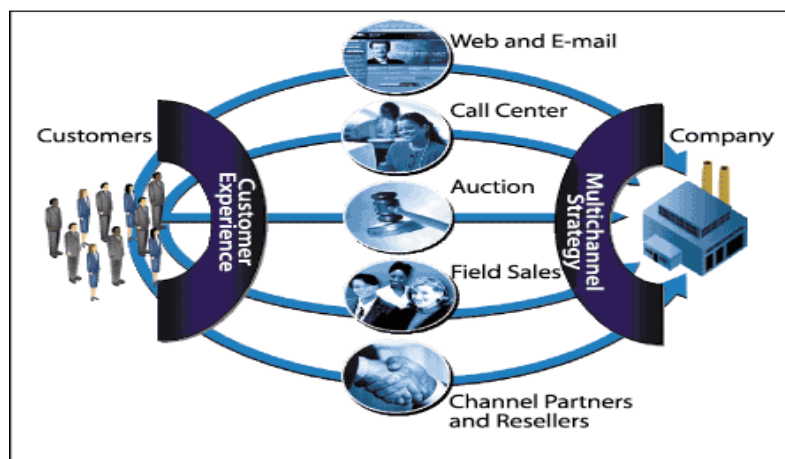 Web and E-mail
Customers
Call Center
Company
Customer
Experience
Auction
Multichannel
Strategy
Field Sales
Channel Partners
and Resellers